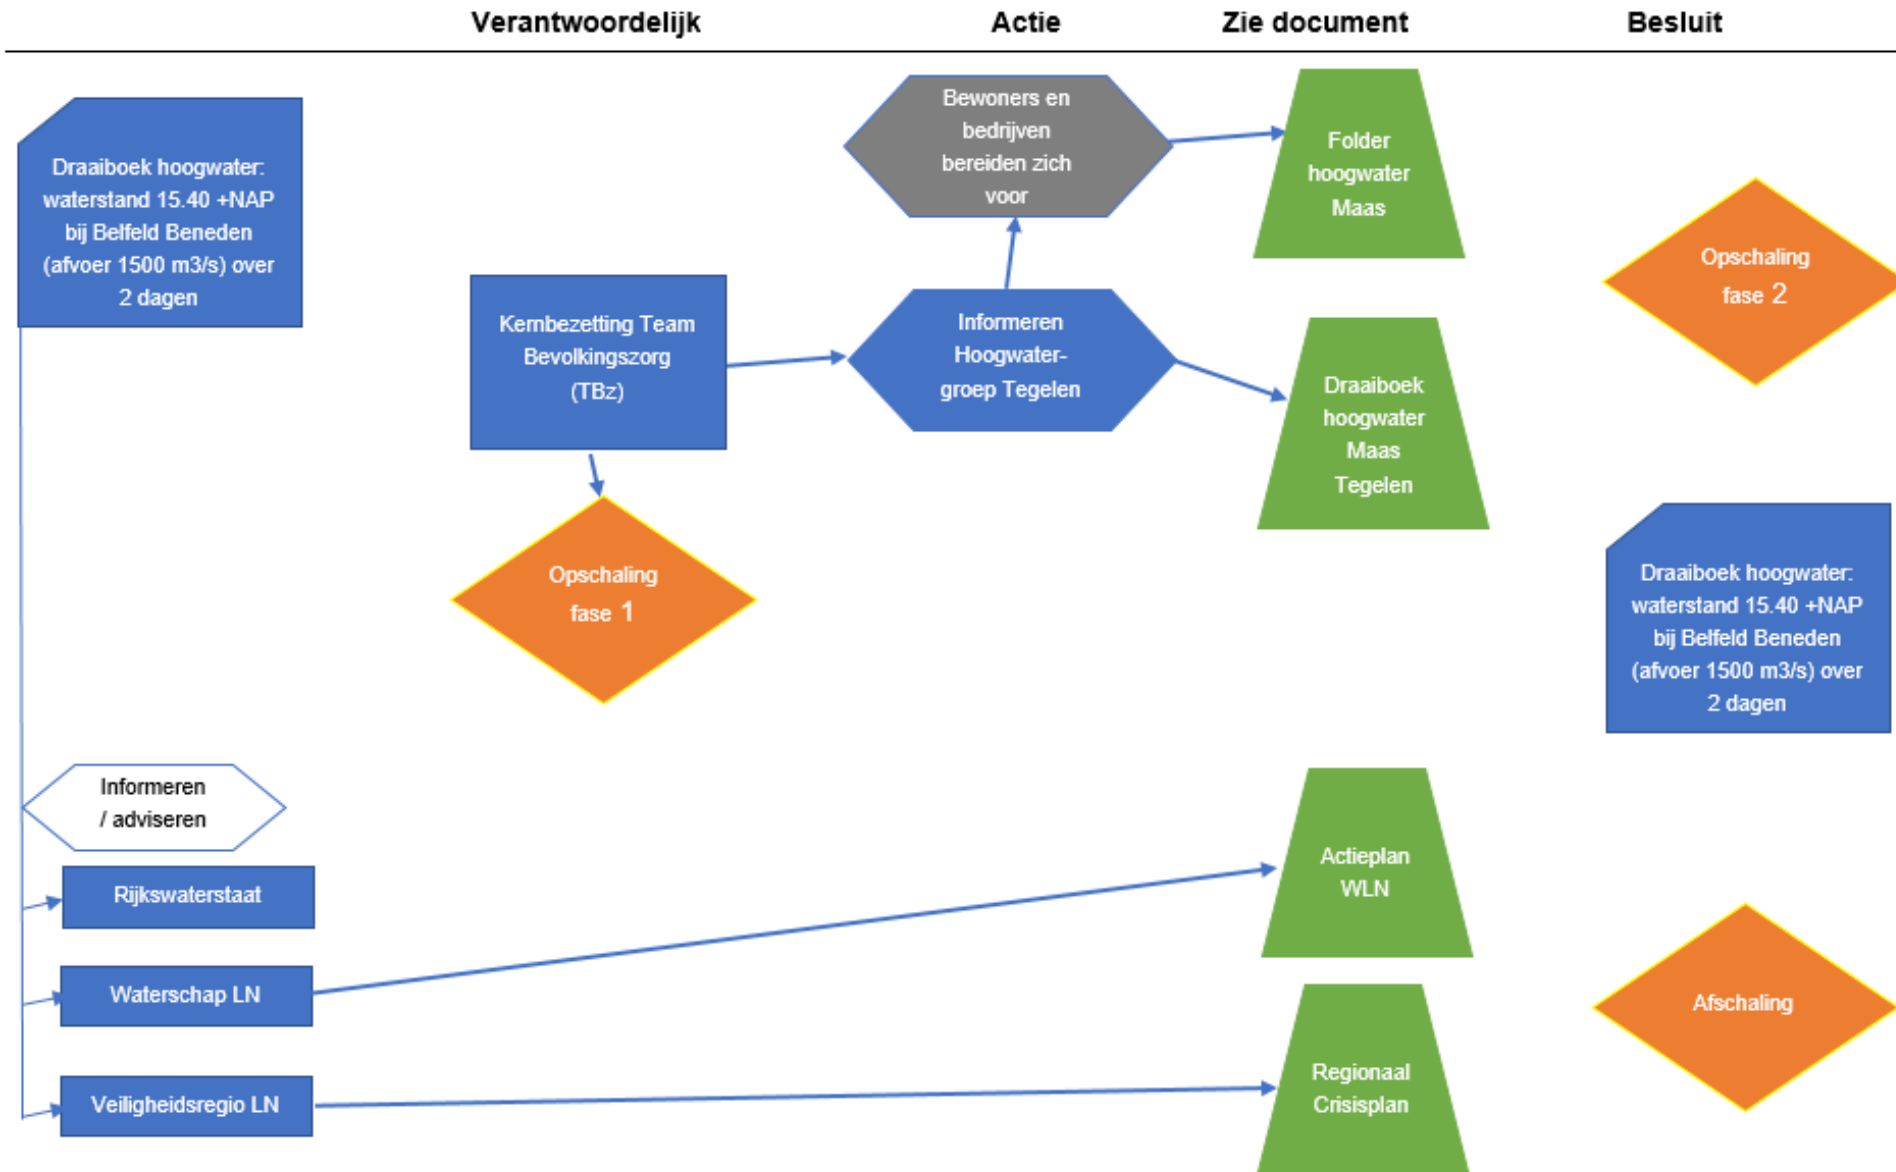 Verantwoordelijk Actie Zie document Besluit
Draaiboek hoogwater:
waterstand 15.40 +NAP
bij Belfeld Beneden
(afvoer 1500 m3/s) over
2 dagen
Kernbezetting Team
Bevolkingszorg
(TBz)
Opschaling
fase 1
Bewoners en
bedrijven
bereiden zich
voor
Informeren
Hoogwater-
groep Tegelen
Folder
hoogwater
Maas
Draaiboek
hoogwater
Maas
Tegelen
Opschaling
fase 2
Draaiboek hoogwater:
waterstand 15.40 +NAP
bij Belfeld Beneden
(afvoer 1500 m3/s) over
2 dagen
Informeren
/ adviseren
Rijkswaterstaat
Waterschap LN
Veiligheidsregio LN
Actieplan
WLN
Regionaal
Crisisplan
Afschaling